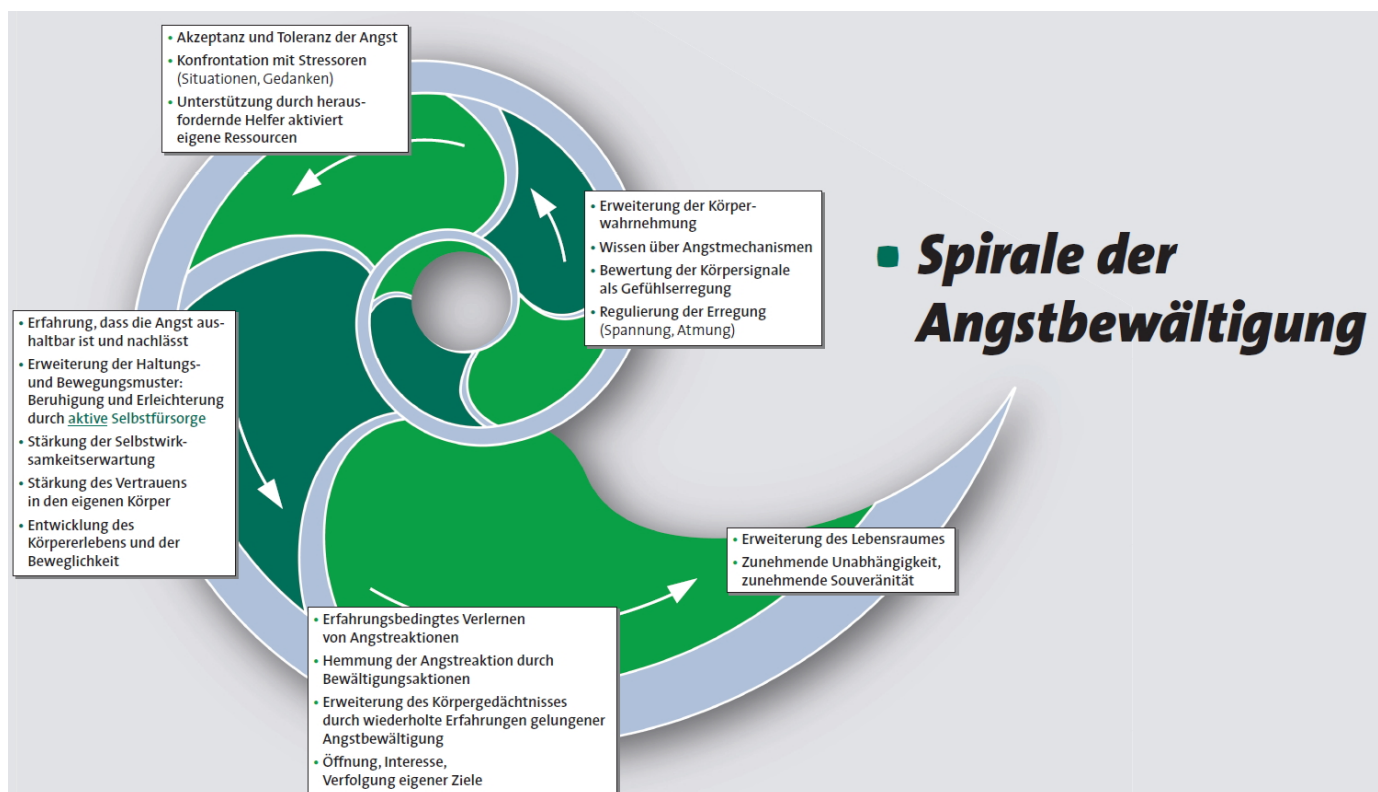 • Akzeptanz und Toleranz der Angst
• Konfrontation mit Stressoren
(Situationen, Gedanken)
• Unterstützung durch heraus-
fordernde Helfer aktiviert
eigene Ressourcen
• Erweiterung der Körper-
wahrnehmung
• Wissen über Angstmechanismen
• Bewertung der Körpersignale
als Gefühlserregung
• Regulierung der Erregung
(Spannung, Atmung)
Spirale der
Angstbewältigung
• Erfahrung, dass die Angst aus-
haltbar ist und nachlässt
• Erweiterung der Haltungs-
und Bewegungsmuster:
Beruhigung und Erleichterung
durch aktive Selbstfürsorge
• Stärkung der Selbstwirk-
samkeitserwartung
• Stärkung des Vertrauens
in den eigenen Körper
• Entwicklung des
Körpererlebens und der
Beweglichkeit
• Erweiterung des Lebensraumes
• Zunehmende Unabhängigkeit,
zunehmende Souveränität
• Erfahrungsbedingtes Verlernen
von Angstreaktionen
• Hemmung der Angstreaktion durch
Bewältigungsaktionen
• Erweiterung des Körpergedächtnisses
durch wiederholte Erfahrungen gelungener
Angstbewältigung
• Öffnung, Interesse,
Verfolgung eigener Ziele